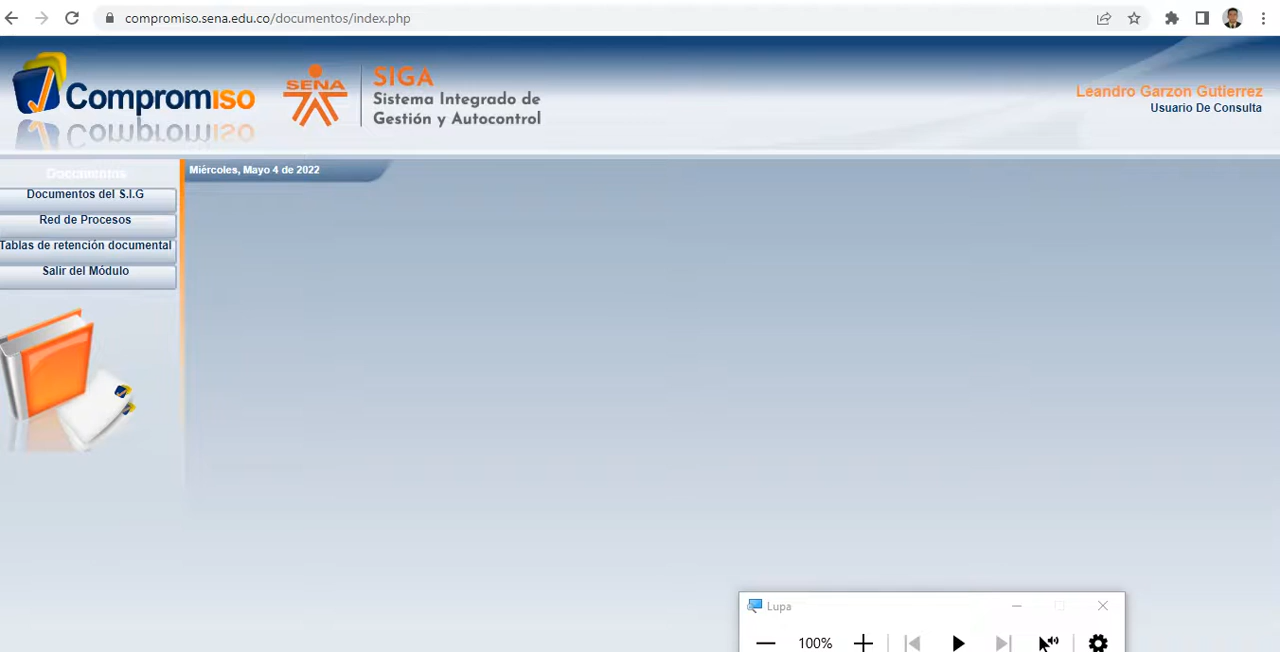 compromiso.sena.edu.co/documentos/index.php
Compromiso
SENA
SIGA
Sistema Integrado de
Gestión y Autocontrol
Leandro Garzon Gutierrez
Usuario De Consulta
Documentos
Miércoles, Mayo 4 de 2022
Documentos del S.I.G
Red de Procesos
Tablas de retención documental
Salir del Módulo
Lupa
100%